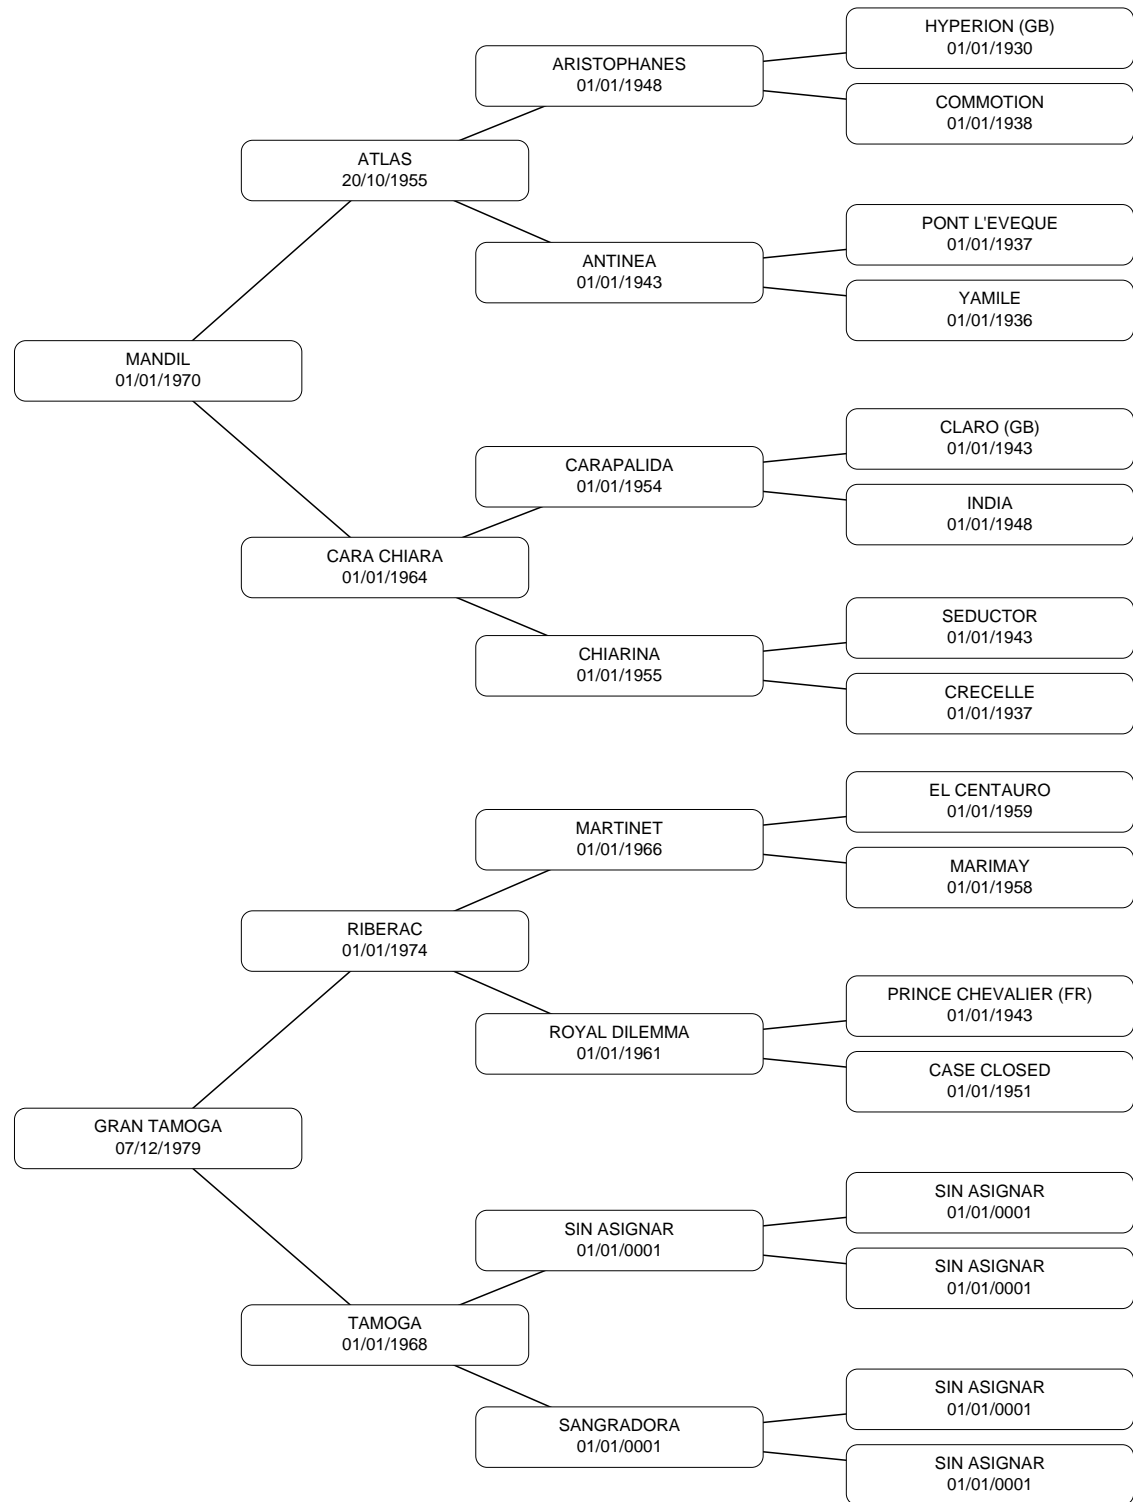 HYPERION (GB)
01/01/1930
ARISTOPHANES
01/01/1948
COMMOTION
01/01/1938
ATLAS
20/10/1955
PONT L'EVEQUE
01/01/1937
ANTINEA
01/01/1943
YAMILE
01/01/1936
MANDIL
01/01/1970
CLARO (GB)
01/01/1943
CARAPALIDA
01/01/1954
INDIA
01/01/1948
CARA CHIARA
01/01/1964
SEDUCTOR
01/01/1943
CHIARINA
01/01/1955
CRECELLE
01/01/1937
EL CENTAURO
01/01/1959
MARTINET
01/01/1966
MARIMAY
01/01/1958
RIBERAC
01/01/1974
PRINCE CHEVALIER (FR)
01/01/1943
ROYAL DILEMMA
01/01/1961
CASE CLOSED
01/01/1951
GRAN TAMOGA
07/12/1979
SIN ASIGNAR
01/01/0001
SIN ASIGNAR
01/01/0001
SIN ASIGNAR
01/01/0001
TAMOGA
01/01/1968
SIN ASIGNAR
01/01/0001
SANGRADORA
01/01/0001
SIN ASIGNAR
01/01/0001